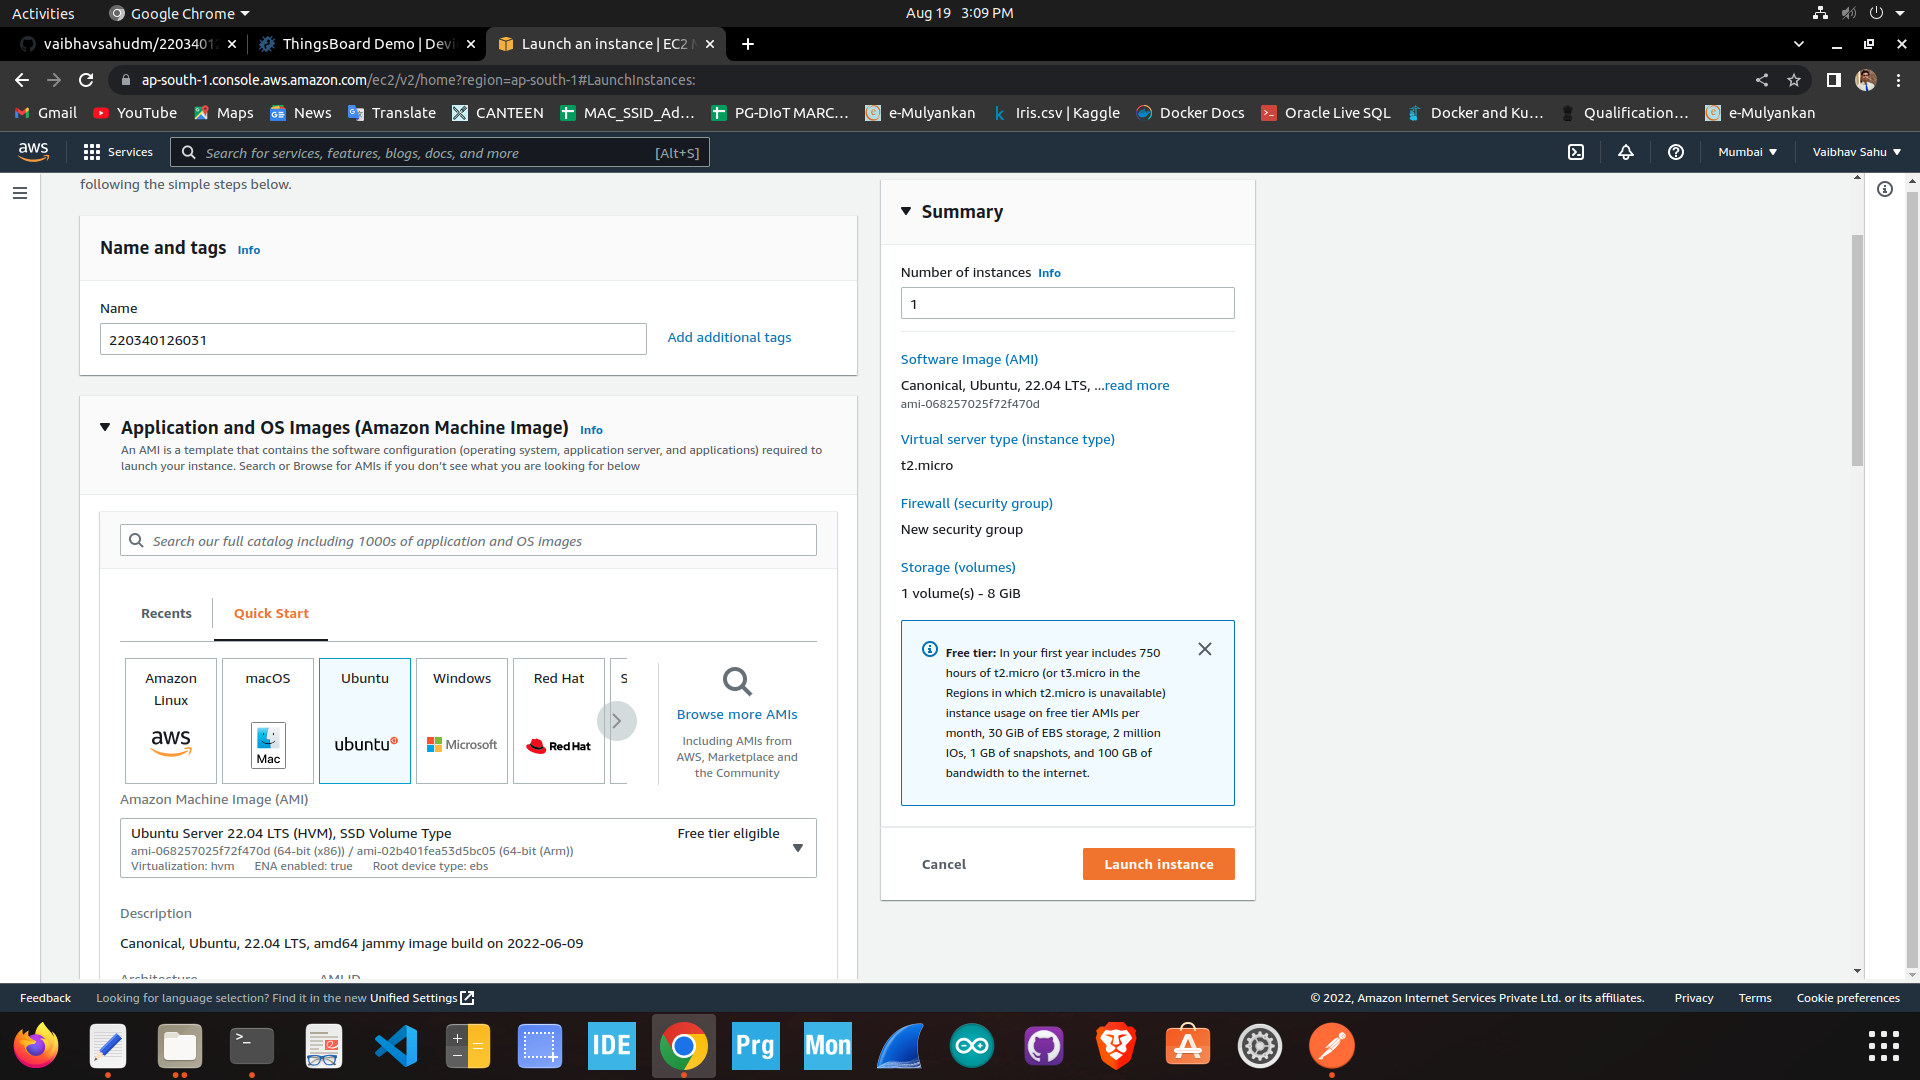 Activities
Google Chrome
Aug 19 3:09 PM
vaibhavsahudm/2203401
ThingsBoard Demo | Devi
Launch an instance | EC2 M
ap-south-1.console.aws.amazon.com/ec2/v2/home?region=ap-south-1#LaunchInstances:
Gmail
YouTube
Maps
News
Translate
CANTEEN
MAC_SSID_Ad...
PG-DIoT MARC...
e-Mulyankan
Iris.csv | Kaggle
Docker Docs
Oracle Live SQL
Docker and Ku...
Qualification...
e-Mulyankan
aws
Services
Search for services, features, blogs, docs, and more
[Alt+S]
Mumbai
Vaibhav Sahu
following the simple steps below.
Name and tags Info
Name
220340126031
Add additional tags
Application and OS Images (Amazon Machine Image) Info
An AMI is a template that contains the software configuration (operating system, application server, and applications) required to
launch your instance. Search or Browse for AMIs if you don't see what you are looking for below
Search our full catalog including 1000s of application and OS images
Recents
Quick Start
Amazon
Linux
aws
macOS
Mac
Ubuntu
ubuntu
Windows
Microsoft
Red Hat
Red Hat
S
Browse more AMIs
Including AMIs from
AWS, Marketplace and
the Community
Amazon Machine Image (AMI)
Ubuntu Server 22.04 LTS (HVM), SSD Volume Type
Free tier eligible
ami-068257025f72f470d (64-bit (x86)) / ami-02b401fea53d5bc05 (64-bit (Arm))
Virtualization: hvm ENA enabled: true Root device type: ebs
Description
Canonical, Ubuntu, 22.04 LTS, amd64 jammy image build on 2022-06-09
Architecture AMI ID
Summary
Number of instances Info
1
Software Image (AMI)
Canonical, Ubuntu, 22.04 LTS, ...read more
ami-068257025f72f470d
Virtual server type (instance type)
t2.micro
Firewall (security group)
New security group
Storage (volumes)
1 volume(s) - 8 GiB
Free tier: In your first year includes 750
hours of t2.micro (or t3.micro in the
Regions in which t2.micro is unavailable)
instance usage on free tier AMIs per
month, 30 GiB of EBS storage, 2 million
IOs, 1 GB of snapshots, and 100 GB of
bandwidth to the internet.
Cancel
Launch instance
Feedback
Looking for language selection? Find it in the new Unified Settings
© 2022, Amazon Internet Services Private Ltd. or its affiliates.
Privacy
Terms
Cookie preferences
IDE
Prg
Mon